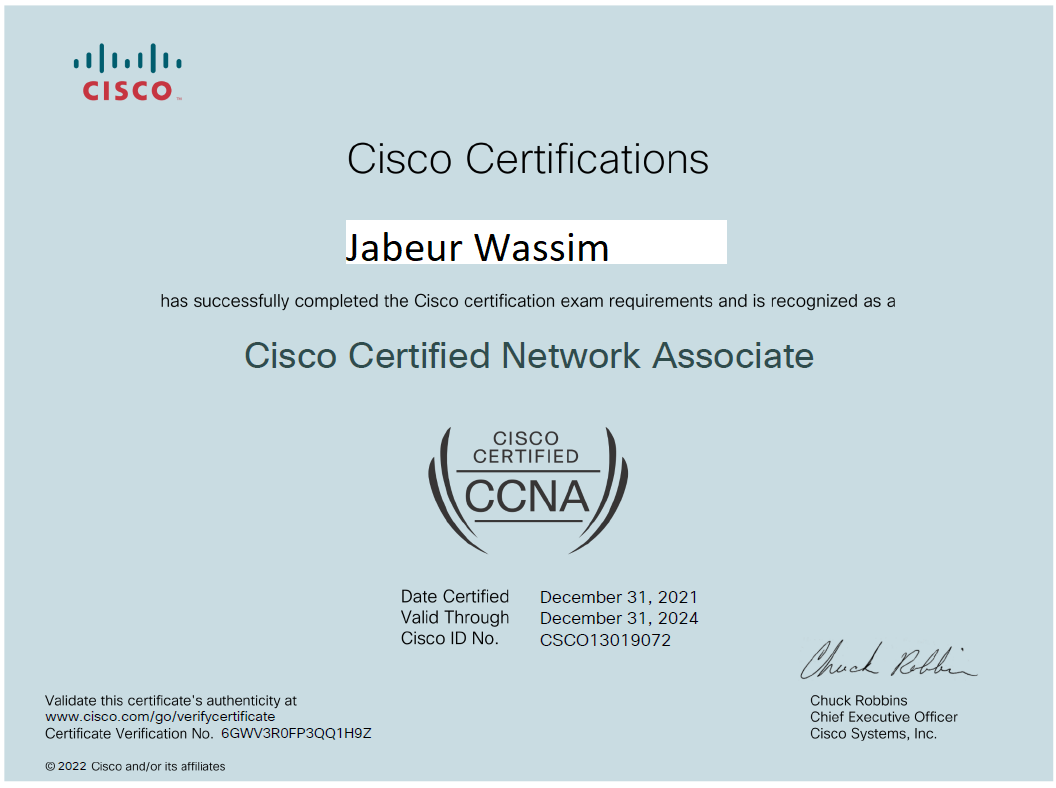 CISCO
Cisco Certifications
Jabeur Wassim
has successfully completed the Cisco certification exam requirements and is recognized as a
Cisco Certified Network Associate
CISCO
CERTIFIED
CCNA
Date Certified December 31, 2021
Valid Through December 31, 2024
Cisco ID No. CSCO13019072
Chuck Robbins
Validate this certificate's authenticity at
www.cisco.com/go/verifycertificate
Certificate Verification No. 6GWV3R0FP3QQ1H9Z
Chuck Robbins
Chief Executive Officer
Cisco Systems, Inc.
© 2022 Cisco and/or its affiliates